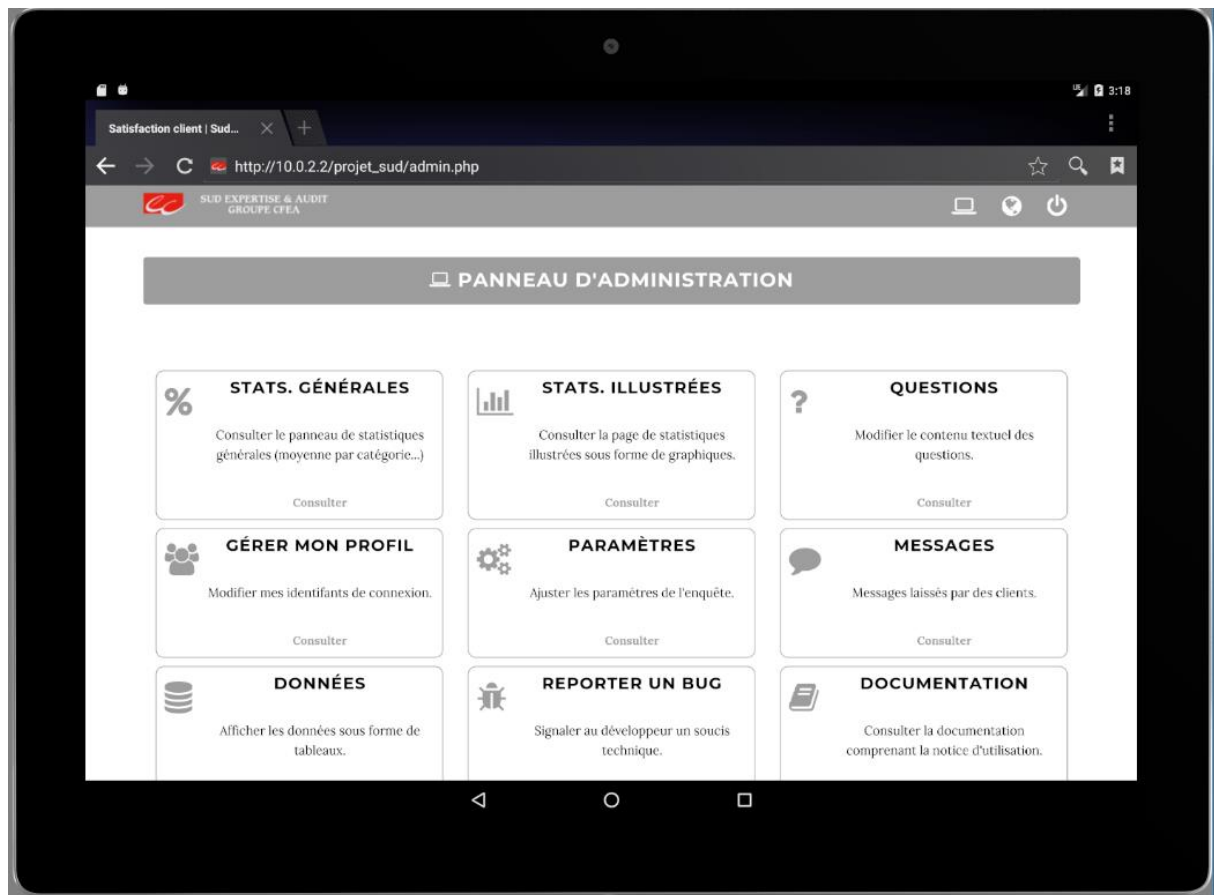 3:18
Satisfaction client | Sud...
http://10.0.2.2/projet_sud/admin.php
SUD EXPERTISE & AUDIT
GROUPE CFEA
PANNEAU D'ADMINISTRATION
STATS. GÉNÉRALES
Consulter le panneau de statistiques
générales (moyenne par catégorie...)
Consulter
STATS. ILLUSTRÉES
Consulter la page de statistiques
illustrées sous forme de graphiques.
Consulter
QUESTIONS
Modifier le contenu textuel des
questions.
Consulter
GÉRER MON PROFIL
Modifier mes identifants de connexion.
Consulter
PARAMÈTRES
Ajuster les paramètres de l'enquête.
Consulter
MESSAGES
Messages laissés par des clients.
Consulter
DONNÉES
Afficher les données sous forme de
tableaux.
REPORTER UN BUG
Signaler au développeur un soucis
technique.
DOCUMENTATION
Consulter la documentation
comprenant la notice d'utilisation.